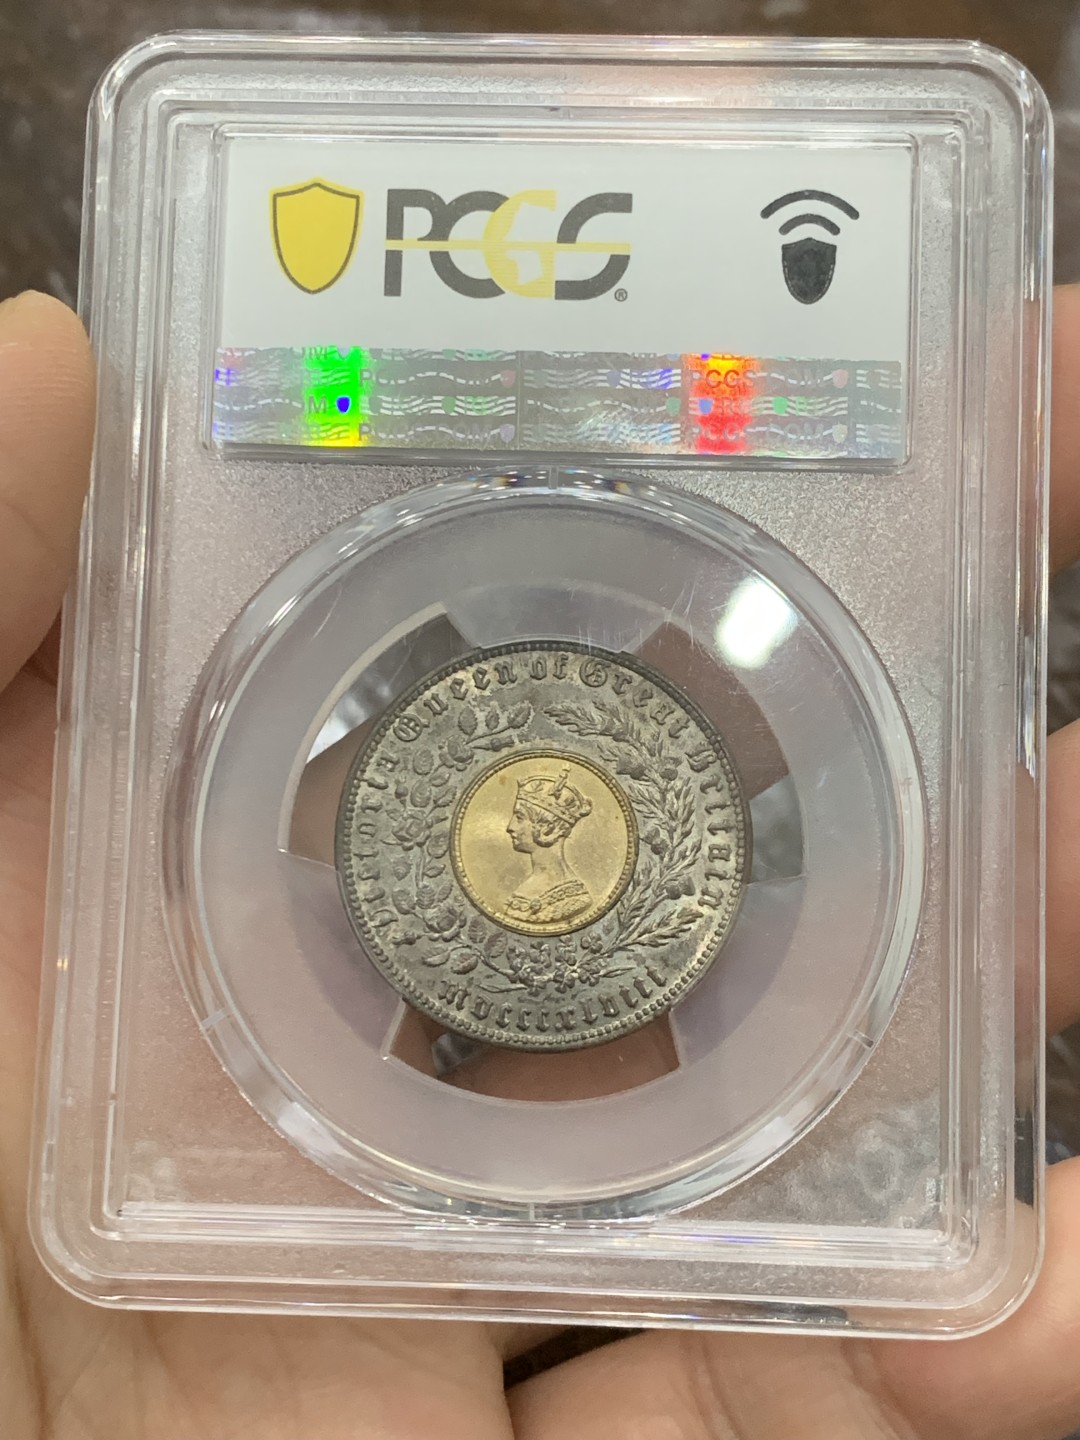 PCGS®
Victoria Queen of Great Britain
Mdcccxlviii